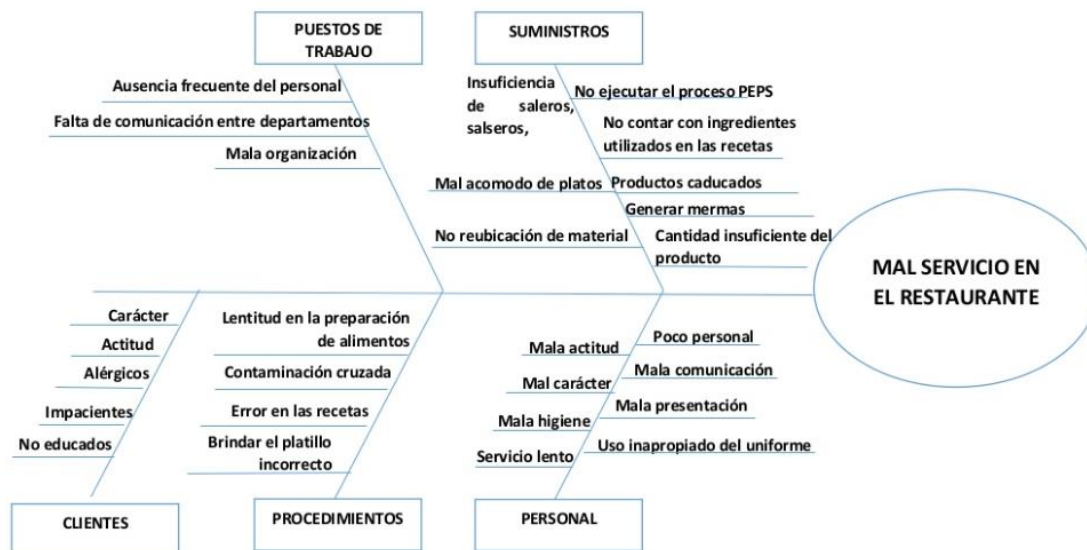 PUESTOS DE
TRABAJO
SUMINISTROS
Ausencia frecuente del personal
Falta de comunicación entre departamentos
Mala organización
Insuficiencia
de saleros,
salseros,
Mal acomodo de platos
No reubicación de material
No ejecutar el proceso PEPS
No contar con ingredientes
utilizados en las recetas
Productos caducados
Generar mermas
Cantidad insuficiente del
producto
MAL SERVICIO EN
EL RESTAURANTE
Carácter
Actitud
Alérgicos
Impacientes
No educados
Lentitud en la preparación
de alimentos
Contaminación cruzada
Error en las recetas
Brindar el platillo
incorrecto
Mala actitud
Mal carácter
Mala higiene
Servicio lento
Poco personal
Mala comunicación
Mala presentación
Uso inapropiado del uniforme
CLIENTES
PROCEDIMIENTOS
PERSONAL